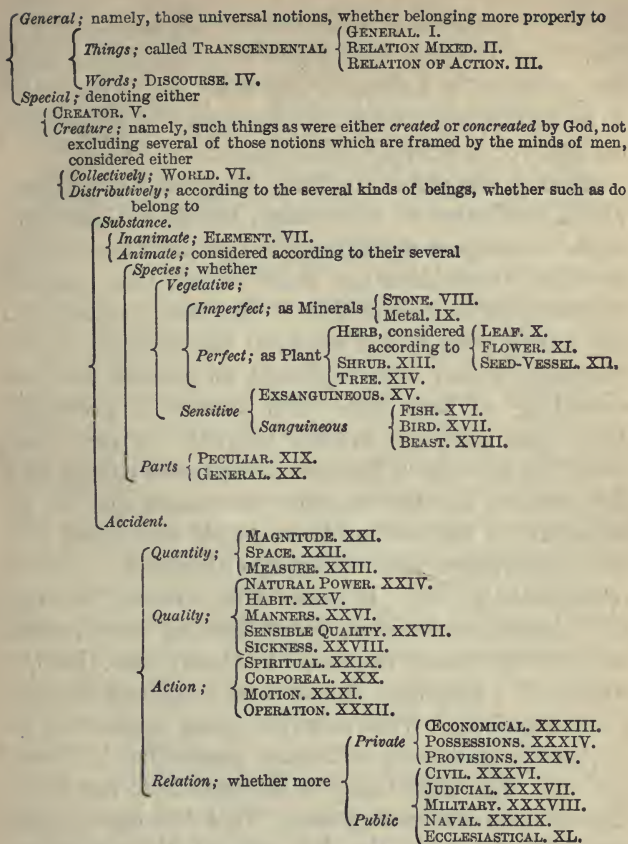 General; namely, those universal notions, whether belonging more properly to
Things; called TRANSCENDENTAL
GENERAL. I.
RELATION MIXED. II.
RELATION OF ACTION. III.
Words; DISCOURSE. IV.
Special; denoting either
CREATOR. V.
Creature; namely, such things as were either created or concreated by God, not
excluding several of those notions which are framed by the minds of men,
considered either
Collectively; WORLD. VI.
Distributively; according to the several kinds of beings, whether such as do
belong to
Substance.
Inanimate; ELEMENT. VII.
Animate; considered according to their several
Species; whether
Vegetative;
Imperfect; as Minerals
STONE. VIII.
Metal. IX.
Perfect; as Plant
HERB, considered
according to
LEAF. X.
FLOWER. XI.
SEED-VESSEL. XII.
SHRUB. XIII.
TREE. XIV.
Sensitive
EXSANGUINEOUS. XV.
Sanguineous
FISH. XVI.
BIRD. XVII.
BEAST. XVIII.
Parts
PECULIAR. XIX.
GENERAL. XX.
Accident.
Quantity;
MAGNITUDE. XXI.
SPACE. XXII.
MEASURE. XXIII.
Quality;
NATURAL POWER. XXIV.
HABIT. XXV.
MANNERS. XXVI.
SENSIBLE QUALITY. XXVII.
SICKNESS. XXVIII.
Action;
SPIRITUAL. XXIX.
CORPOREAL. XXX.
MOTION. XXXI.
OPERATION. XXXII.
Relation; whether more
Private
ŒCONOMICAL. XXXIII.
POSSESSIONS. XXXIV.
PROVISIONS. XXXV.
Public
CIVIL. XXXVI.
JUDICIAL. XXXVII.
MILITARY. XXXVIII.
NAVAL. XXXIX.
ECCLESIASTICAL. XL.